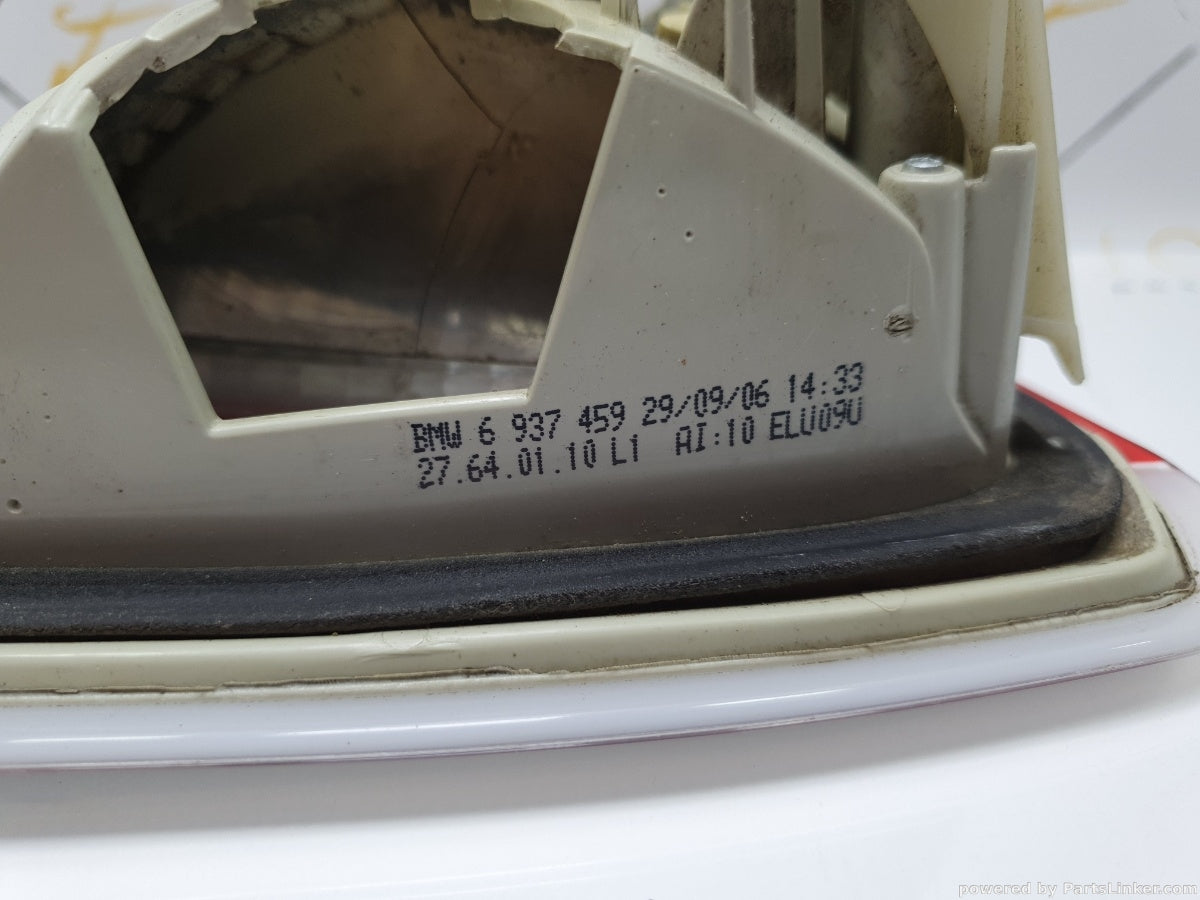 BMW 6 937 459 29/09/06 14:33
27.64.01.10 L1 AI:10 ELU09U
powered by PartsLinker.com